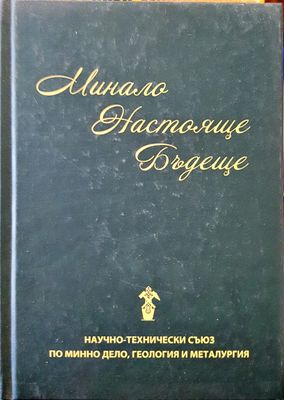 Минало
Настояще
Бъдеще
НАУЧНО-ТЕХНИЧЕСКИ СЪЮЗ
ПО МИННО ДЕЛО, ГЕОЛОГИЯ И МЕТАЛУРГИЯ